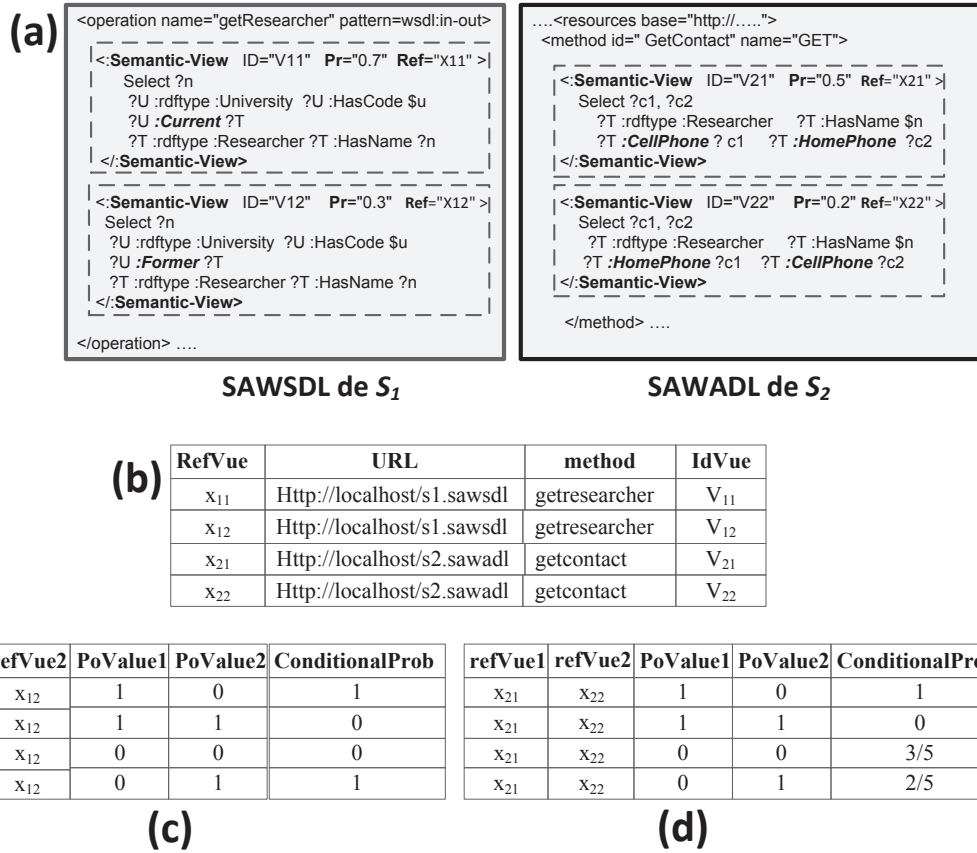 (a)
<operation name="getResearcher" pattern=wsdl:in-out>
<:Semantic-View ID="V11" Pr="0.7" Ref="X11" >
Select ?n
?U :rdftype :University ?U :HasCode $u
?U :Current ?T
?T :rdftype :Researcher ?T :HasName ?n
</:Semantic-View>
<:Semantic-View ID="V12" Pr="0.3" Ref="X12" >
Select ?n
?U :rdftype :University ?U :HasCode $u
?U :Former ?T
?T :rdftype :Researcher ?T :HasName ?n
</:Semantic-View>
</operation> ….
SAWSDL de S1
….<resources base="http://…..">
<method id=" GetContact" name="GET">
<:Semantic-View ID="V21" Pr="0.5" Ref="X21" >
Select ?c1, ?c2
?T :rdftype :Researcher ?T :HasName $n
?T :CellPhone ? c1 ?T :HomePhone ?c2
</:Semantic-View>
<:Semantic-View ID="V22" Pr="0.2" Ref="X22" >
Select ?c1, ?c2
?T :rdftype :Researcher ?T :HasName $n
?T :HomePhone ?c1 ?T :CellPhone ?c2
</:Semantic-View>
</method> ….
SAWADL de S2
(b)
RefVue URL method IdVue
x11 Http://localhost/s1.sawsdl getresearcher V11
x12 Http://localhost/s1.sawsdl getresearcher V12
x21 Http://localhost/s2.sawadl getcontact V21
x22 Http://localhost/s2.sawadl getcontact V22
efVue2 PoValue1 PoValue2 ConditionalProb
x12 1 0 1
x12 1 1 0
x12 0 0 0
x12 0 1 1
(c)
refVue1 refVue2 PoValue1 PoValue2 ConditionalPro
x21 x22 1 0 1
x21 x22 1 1 0
x21 x22 0 0 3/5
x21 x22 0 1 2/5
(d)